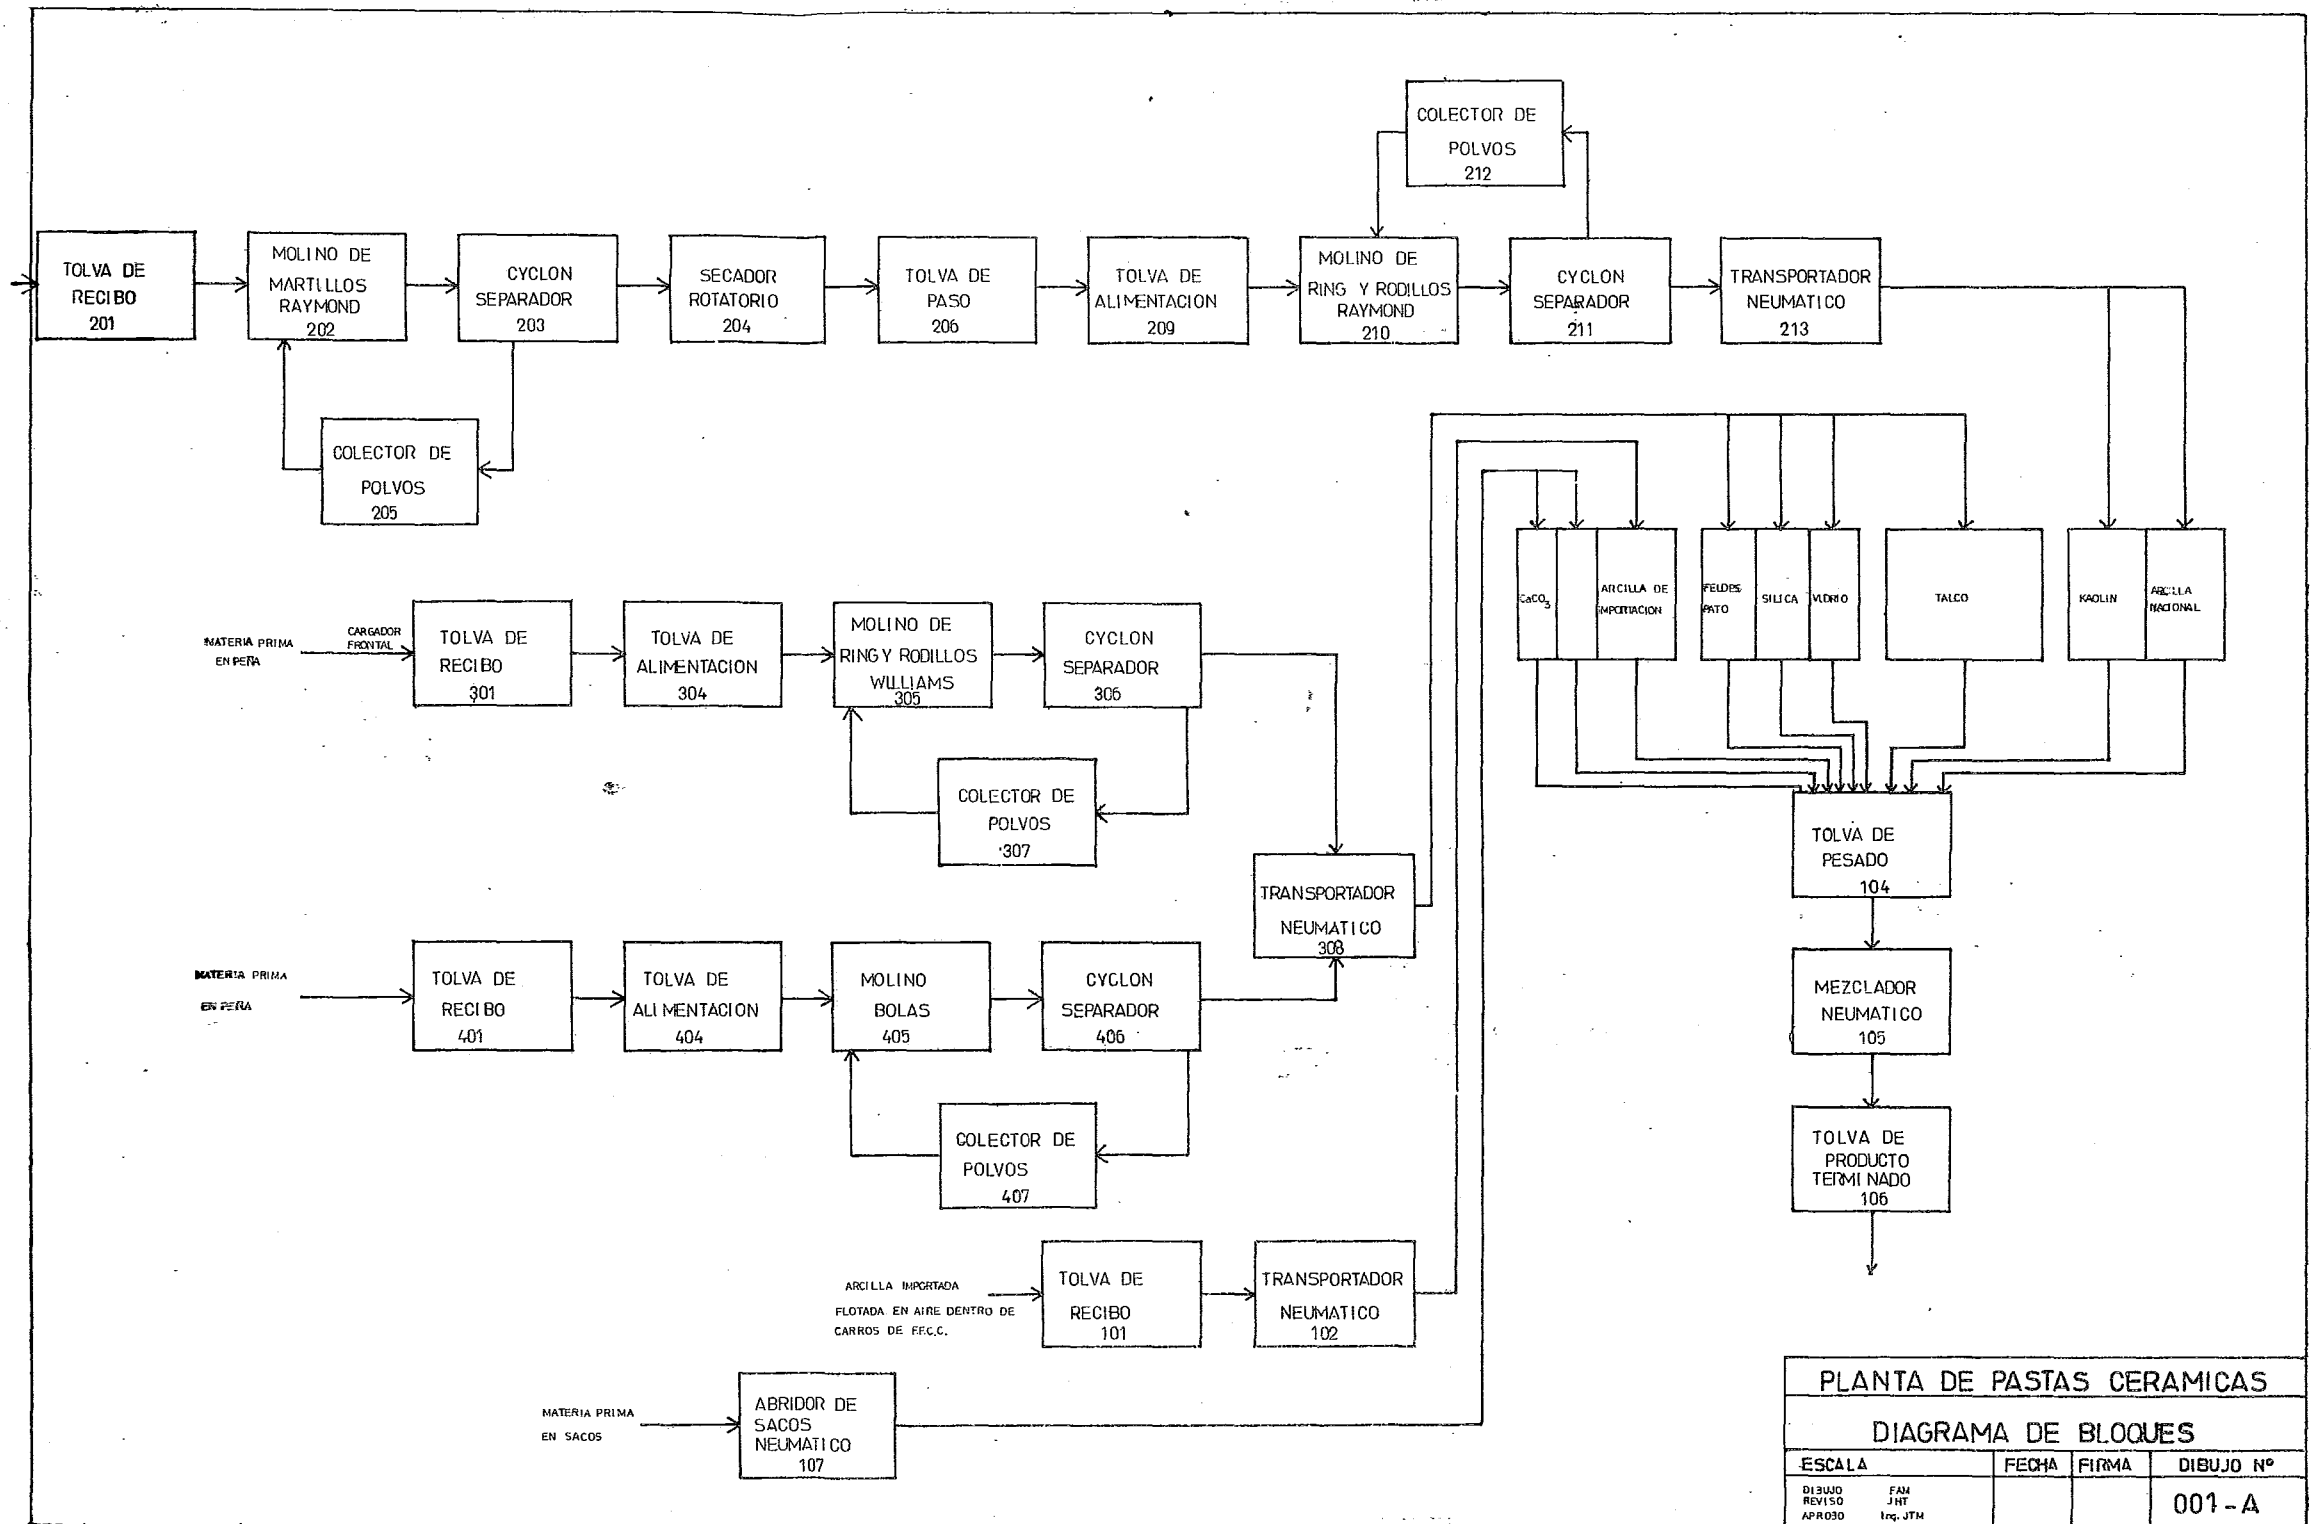 COLECTOR DE
POLVOS
212
TOLVA DE
RECIBO
201
MOLINO DE
MARTILLOS
RAYMOND
202
CYCLON
SEPARADOR
203
SECADOR
ROTATORIO
204
TOLVA DE
PASO
206
TOLVA DE
ALIMENTACION
209
MOLINO DE
RING Y RODILLOS
RAYMOND
210
CYCLON
SEPARADOR
211
TRANSPORTADOR
NEUMATICO
213
COLECTOR DE
POLVOS
205
CaCO3
ARCILLA DE
IMPORTACION
FELDES
PATO
SILICA
VIDRIO
TALCO
KAOLIN
ARCILLA
NACIONAL
MATERIA PRIMA
EN PEÑA
CARGADOR
FRONTAL
TOLVA DE
RECIBO
301
TOLVA DE
ALIMENTACION
304
MOLINO DE
RING Y RODILLOS
WILLIAMS
305
CYCLON
SEPARADOR
306
COLECTOR DE
POLVOS
307
TRANSPORTADOR
NEUMATICO
308
TOLVA DE
PESADO
104
MATERIA PRIMA
EN PEÑA
TOLVA DE
RECIBO
401
TOLVA DE
ALIMENTACION
404
MOLINO
BOLAS
405
CYCLON
SEPARADOR
406
MEZCLADOR
NEUMATICO
105
COLECTOR DE
POLVOS
407
TOLVA DE
PRODUCTO
TERMINADO
106
ARCILLA IMPORTADA
FLOTADA EN AIRE DENTRO DE
CARROS DE F.F.C.C.
TOLVA DE
RECIBO
101
TRANSPORTADOR
NEUMATICO
102
MATERIA PRIMA
EN SACOS
ABRIDOR DE
SACOS
NEUMATICO
107
PLANTA DE PASTAS CERAMICAS
DIAGRAMA DE BLOQUES
ESCALA FECHA FIRMA DIBUJO Nº
DIBUJO FAM
REVISO JHT
APROBO Ing. JTM
001-A